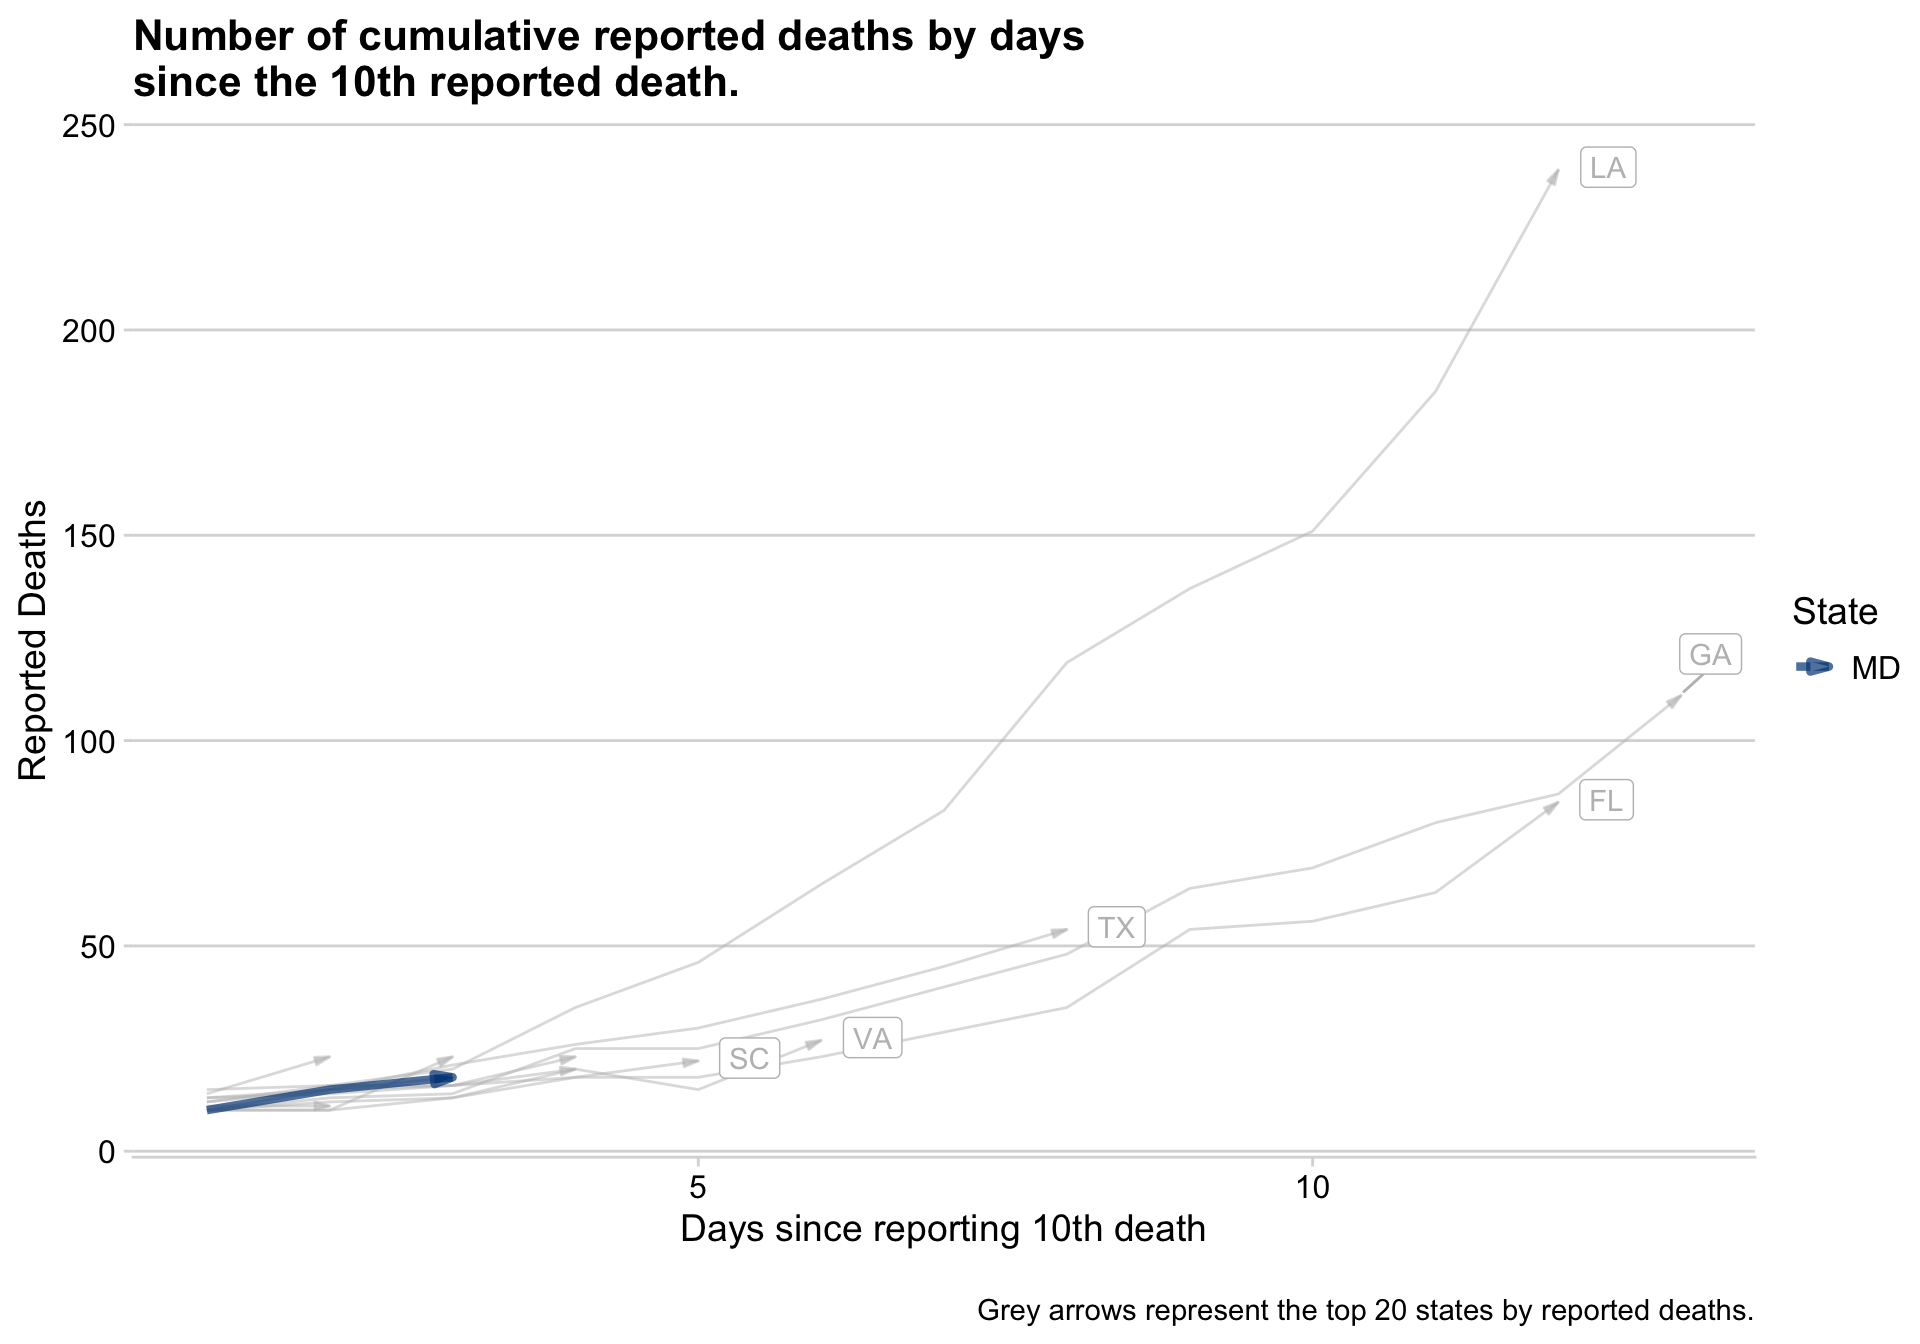 Number of cumulative reported deaths by days
since the 10th reported death.
250
200
150
100
50
0
Reported Deaths
LA
GA
FL
TX
VA
SC
State
MD
5
10
Days since reporting 10th death
Grey arrows represent the top 20 states by reported deaths.